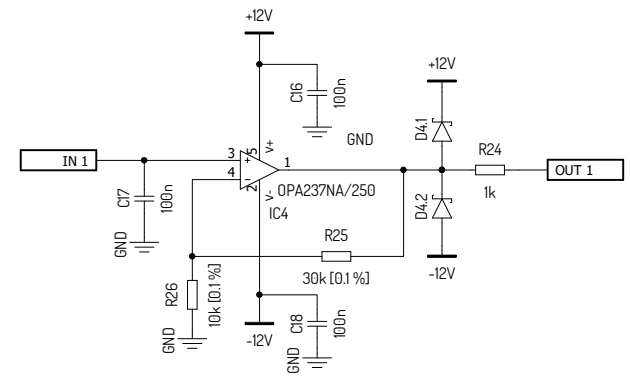 +12V
+12V
C16
100n
GND
D4.1
IN 1
3
+
5
V+
1
R24
OUT 1
4
-
2
V-
OPA237NA/250
IC4
1k
C17
100n
D4.2
GND
R25
30k [0.1 %]
-12V
R26
10k [0.1 %]
GND
-12V
C18
100n
GND